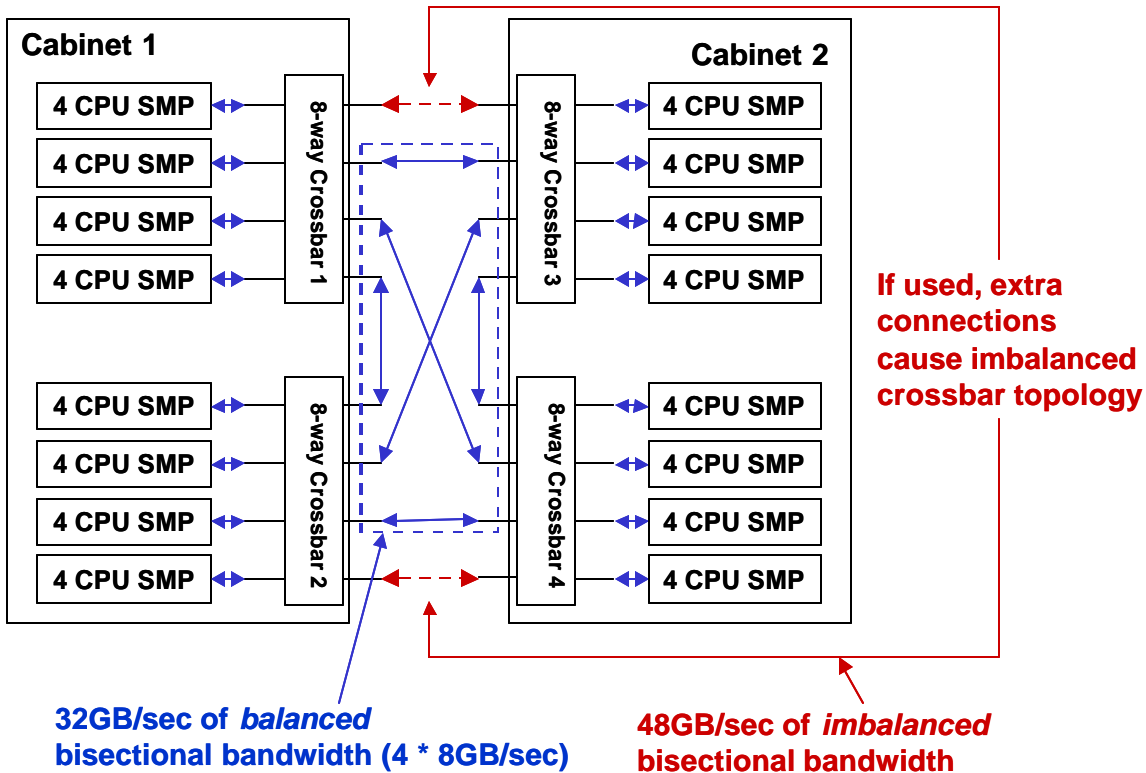 Cabinet 1
4 CPU SMP
4 CPU SMP
4 CPU SMP
4 CPU SMP
8-way Crossbar 1
4 CPU SMP
4 CPU SMP
4 CPU SMP
4 CPU SMP
8-way Crossbar 2
Cabinet 2
8-way Crossbar 3
4 CPU SMP
4 CPU SMP
4 CPU SMP
4 CPU SMP
8-way Crossbar 4
4 CPU SMP
4 CPU SMP
4 CPU SMP
4 CPU SMP
If used, extra
connections
cause imbalanced
crossbar topology
32GB/sec of balanced
bisectional bandwidth (4 * 8GB/sec)
48GB/sec of imbalanced
bisectional bandwidth